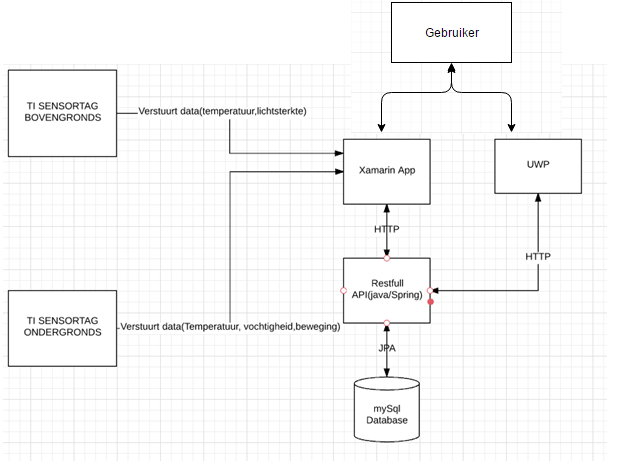 Gebruiker
TI SENSORTAG
BOVENGRONDS
Verstuurt data(temperatuur,lichtsterkte)
Xamarin App
UWP
HTTP
HTTP
Restfull
API(java/Spring)
TI SENSORTAG
ONDERGRONDS
Verstuurt data(Temperatuur, vochtigheid,beweging)
JPA
mySql
Database